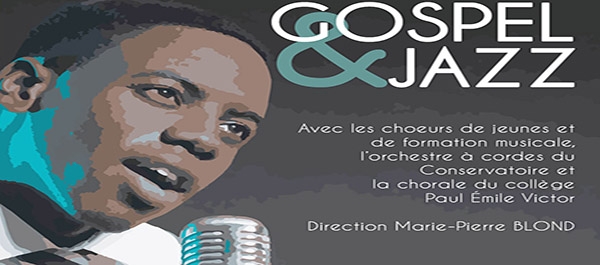 GOSPEL
&JAZZ
Avec les choeurs de jeunes et
de formation musicale,
l'orchestre à cordes du
Conservatoire et
la chorale du collège
Paul Émile Victor
Direction Marie-Pierre BLOND